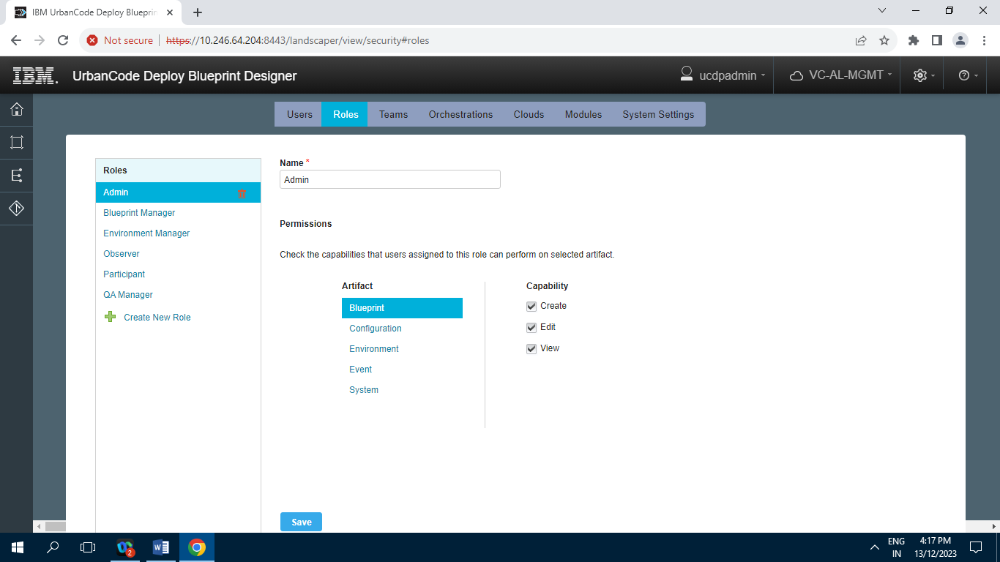 IBM UrbanCode Deploy Blueprin
Not secure
https://10.246.64.204:8443/landscaper/view/security#roles
IBM. UrbanCode Deploy Blueprint Designer
ucdpadmin
VC-AL-MGMT
Users Roles Teams Orchestrations Clouds Modules System Settings
Roles
Admin
Blueprint Manager
Environment Manager
Observer
Participant
QA Manager
Create New Role
Name *
Admin
Permissions
Check the capabilities that users assigned to this role can perform on selected artifact.
Artifact
Blueprint
Configuration
Environment
Event
System
Capability
Create
Edit
View
Save
2
W
ENG
IN
4:17 PM
13/12/2023